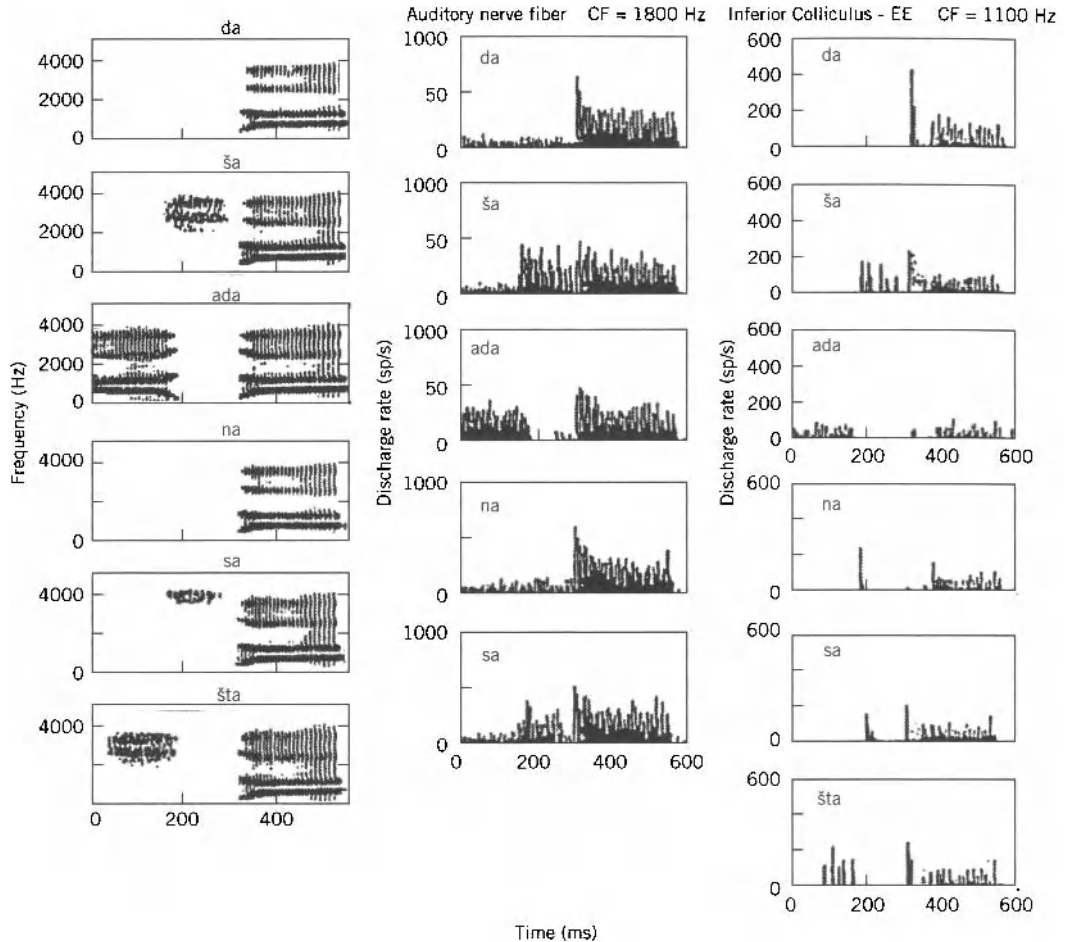 Auditory nerve fiber CF = 1800 Hz
Inferior Colliculus - EE CF = 1100 Hz
da
4000
2000
0
ša
4000
2000
0
ada
4000
2000
0
na
4000
0
sa
4000
0
šta
4000
0
200
400
Frequency (Hz)
1000
da
50
0
1000
ša
50
0
ada
50
0
1000
na
50
0
1000
sa
50
0
0
200
400
600
Discharge rate (sp/s)
600
da
400
200
0
600
ša
400
200
0
600
ada
400
200
0
0
200
400
600
600
na
0
600
sa
0
600
šta
0
0
200
400
600
Discharge rate (sp/s)
Time (ms)